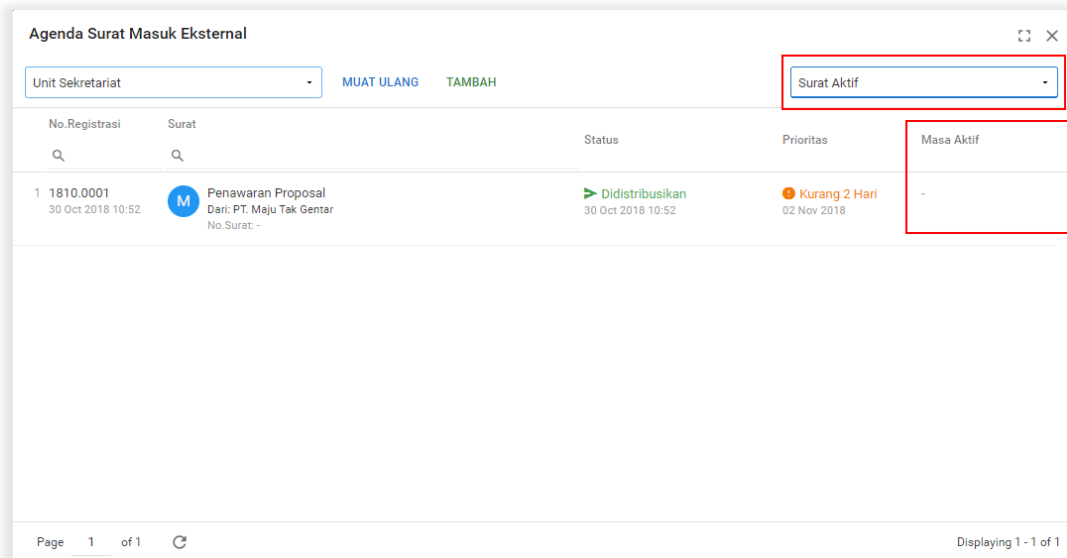 Agenda Surat Masuk Eksternal
Unit Sekretariat
MUAT ULANG
TAMBAH
Surat Aktif
No.Registrasi
Surat
Status
Prioritas
Masa Aktif
1
1810.0001
30 Oct 2018 10:52
M
Penawaran Proposal
Dari: PT. Maju Tak Gentar
No.Surat: -
Didistribusikan
30 Oct 2018 10:52
Kurang 2 Hari
02 Nov 2018
-
Page 1 of 1
Displaying 1 - 1 of 1